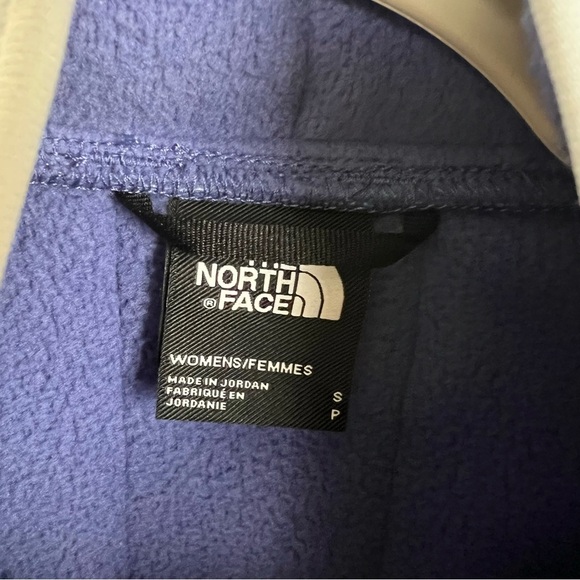 NORTH
® FACE
WOMENS/FEMMES
MADE IN JORDAN
FABRIQUÉ EN
JORDANIE
S
P